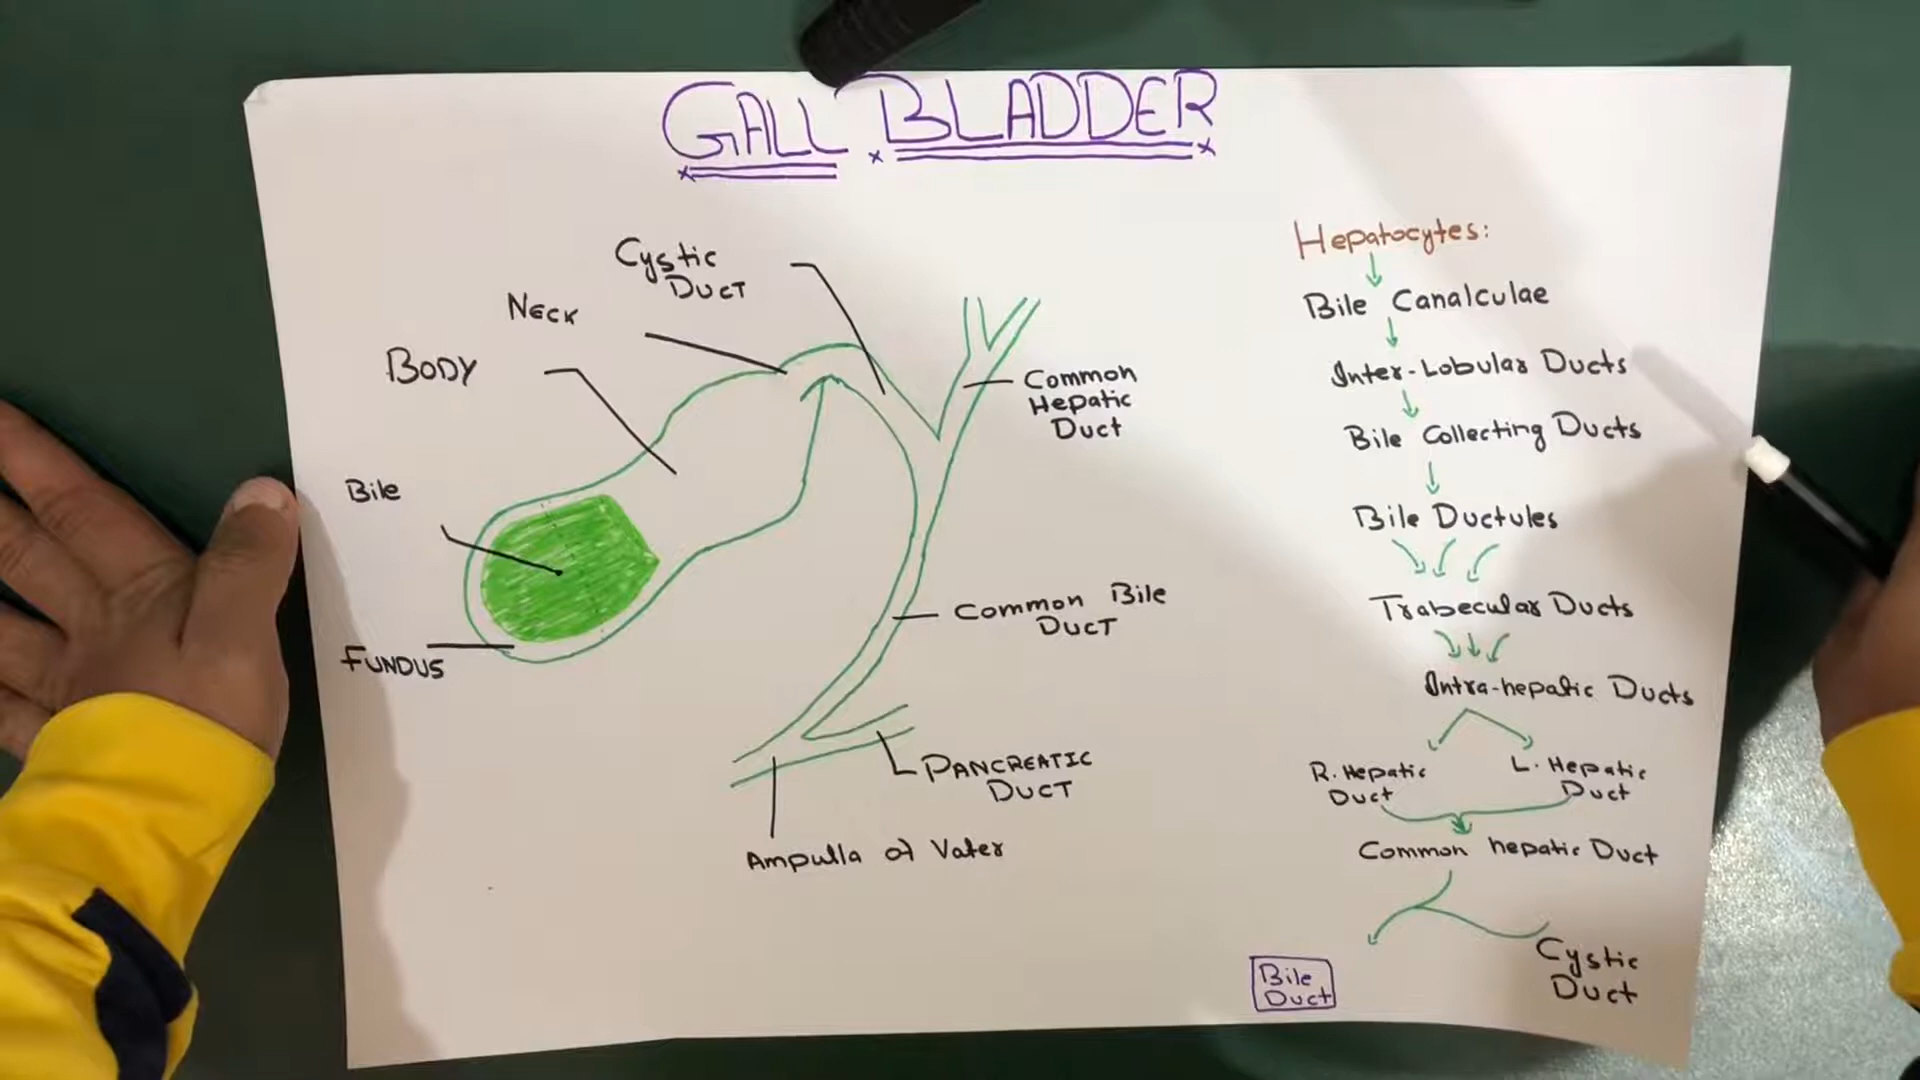 GALL BLADDER
Cystic
DUCT
NECK
BODY
Bile
FUNDUS
Common
Hepatic
Duct
Common Bile
DUCT
PANCREATIC
DUCT
Ampulla of Vater
Hepatocytes:
Bile Canalculae
Inter-Lobular Ducts
Bile Collecting Ducts
Bile Ductules
Trabecular Ducts
Intra-hepatic Ducts
R. Hepatic
Duct
L. Hepatic
Duct
Common hepatic Duct
Cystic
Duct
Bile
Duct